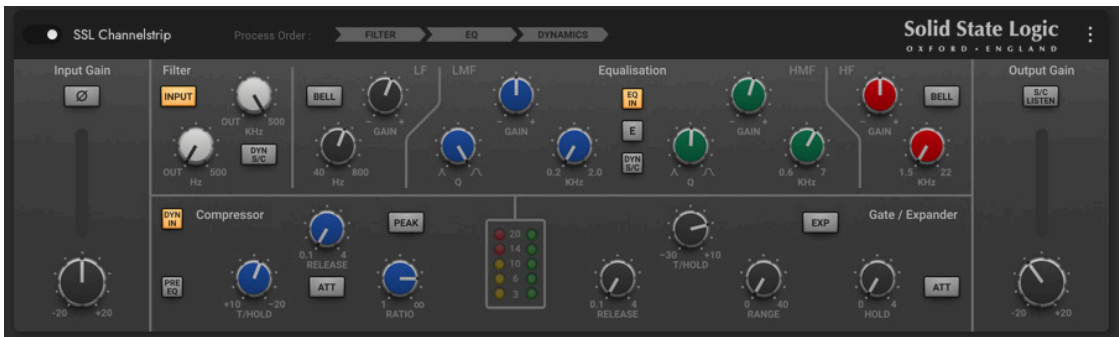 SSL Channelstrip
Process Order :
FILTER
EQ
DYNAMICS
Solid State Logic
OXFORD • ENGLAND
Input Gain
Ø
-20 +20
Filter
INPUT
OUT 500
KHz
OUT 500
Hz
DYN
S/C
LF
BELL
- +
GAIN
40 800
Hz
LMF
- +
GAIN
Q
0.2 2.0
KHz
Equalisation
EQ
IN
E
DYN
S/C
HMF
- +
GAIN
Q
0.6 7
KHz
HF
- +
GAIN
BELL
1.5 22
KHz
Output Gain
S/C
LISTEN
-20 +20
DYN
IN
Compressor
0.1 4
RELEASE
PEAK
PRE
EQ
+10 -20
T/HOLD
ATT
1 ∞
RATIO
20
14
10
6
3
-30 +10
T/HOLD
EXP
Gate / Expander
0.1 4
RELEASE
0 40
RANGE
0 4
HOLD
ATT